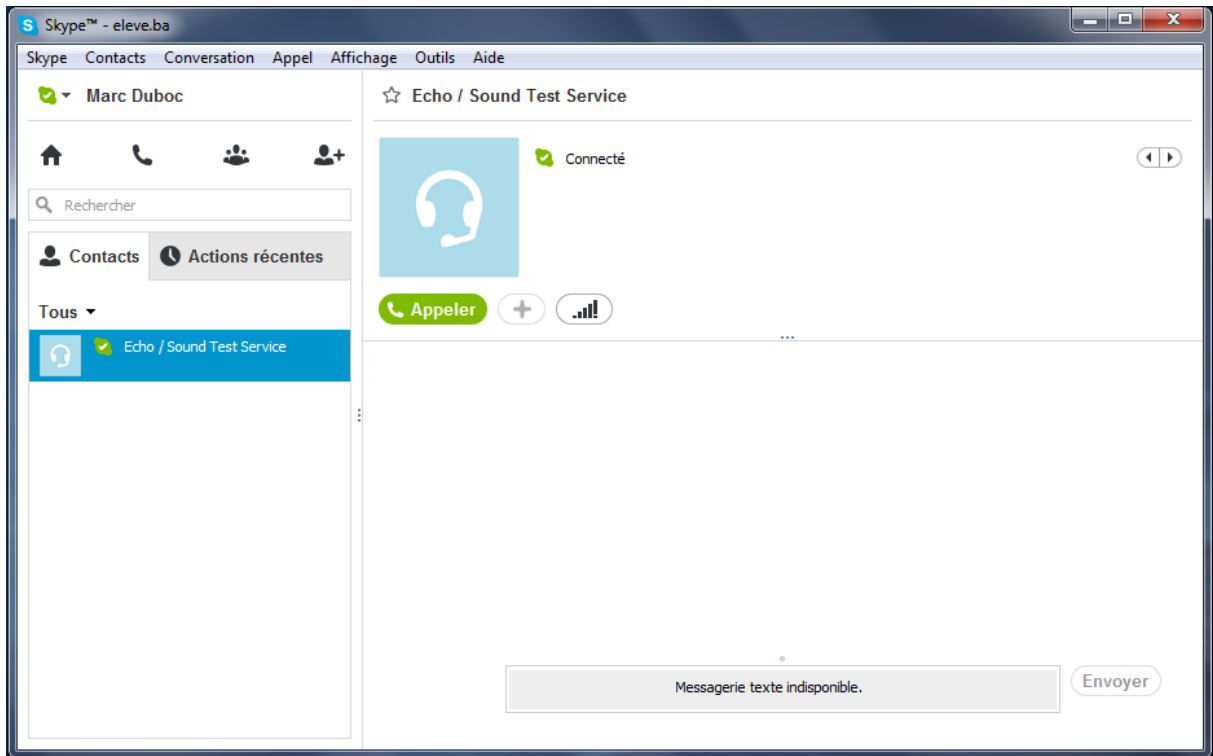 Skype™ - eleve.ba
Skype Contacts Conversation Appel Affichage Outils Aide
Marc Duboc
Rechercher
Contacts Actions récentes
Tous
Echo / Sound Test Service
Echo / Sound Test Service
Connecté
Appeler
Messagerie texte indisponible.
Envoyer